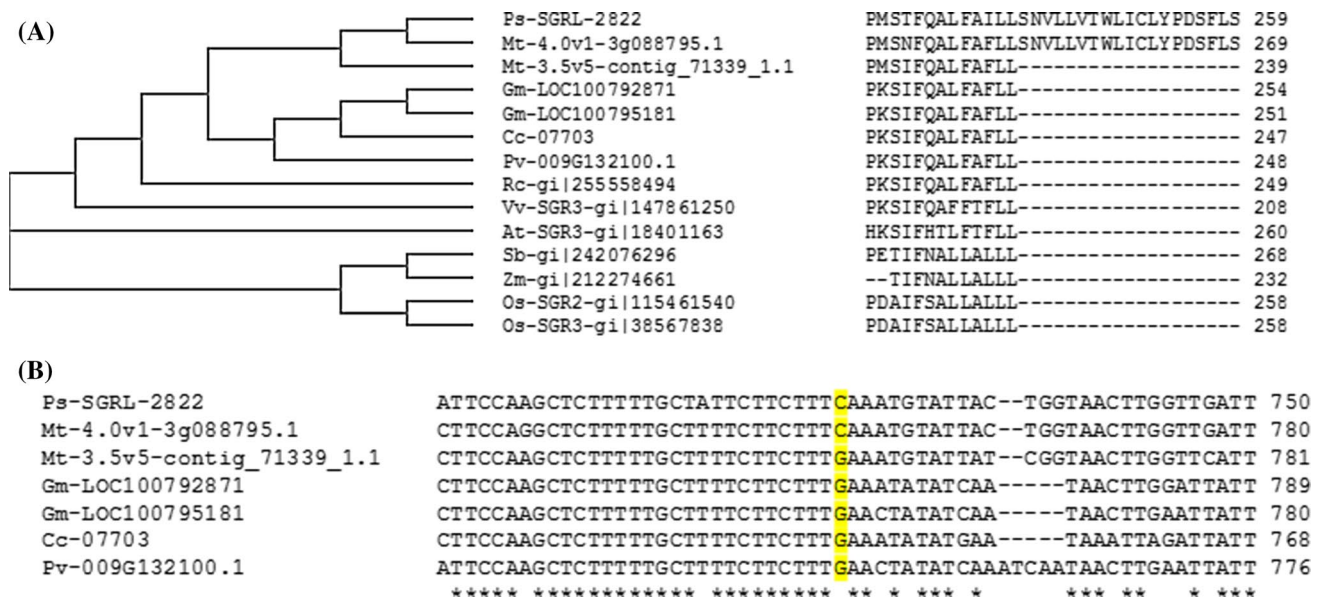 (A)
Ps-SGRL-2822 PMSTFQALFAILLSNVLLVTWLICLYPDSFLS 259
Mt-4.0v1-3g088795.1 PMSNFQALFAFLLSNVLLVTWLICLYPDSFLS 269
Mt-3.5v5-contig_71339_1.1 PMSIFQALFAFLL------------------- 239
Gm-LOC100792871 PKSIFQALFAFLL------------------- 254
Gm-LOC100795181 PKSIFQALFAFLL------------------- 251
Cc-07703 PKSIFQALFAFLL------------------- 247
Pv-009G132100.1 PKSIFQALFAFLL------------------- 248
Rc-gi|255558494 PKSIFQALFAFLL------------------- 249
Vv-SGR3-gi|147861250 PKSIFQAFFTFLL------------------- 208
At-SGR3-gi|18401163 HKSIFHTLFTFLL------------------- 260
Sb-gi|242076296 PETIFNALLALLL------------------- 268
Zm-gi|212274661 --TIFNALLALLL------------------- 232
Os-SGR2-gi|115461540 PDAIFSALLALLL------------------- 258
Os-SGR3-gi|38567838 PDAIFSALLALLL------------------- 258
(B)
Ps-SGRL-2822 ATTCCAAGCTCTTTTTGCTATTCTTCTTTCAAATGTATTAC--TGGTAACTTGGTTGATT 750
Mt-4.0v1-3g088795.1 CTTCCAGGCTCTTTTTGCTTTTCTTCTTTCAAATGTATTAC--TGGTAACTTGGTTGATT 780
Mt-3.5v5-contig_71339_1.1 CTTCCAAGCTCTTTTTGCTTTTCTTCTTTGAAATGTATTAT--CGGTAACTTGGTTCATT 781
Gm-LOC100792871 CTTCCAAGCTCTTTTTGCTTTTCTTCTTTGAAATATATCAA-----TAACTTGGATTATT 789
Gm-LOC100795181 CTTCCAAGCTCTTTTTGCTTTTCTTCTTTGAACTATATCAA-----TAACTTGAATTATT 780
Cc-07703 CTTCCAAGCTCTTTTTGCTTTTCTTCTTTGAAATATATGAA-----TAAATTAGATTATT 768
Pv-009G132100.1 ATTCCAAGCTCTTTTTGCTTTTCTTCTTTGAACTATATCAAATCAATAACTTGAATTATT 776
***** ************ ********* ** * *** * *** ** * ***